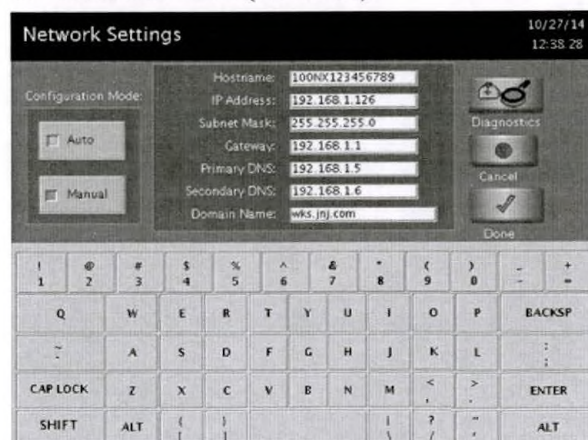 Network Settings
10/27/14
12:38:28
Configuration Mode:
Auto
Manual
Hostname: 100NX123456789
IP Address: 192.168.1.126
Subnet Mask: 255.255.255.0
Gateway: 192.168.1.1
Primary DNS: 192.168.1.5
Secondary DNS: 192.168.1.6
Domain Name: wks.jnj.com
Diagnostics
Cancel
Done
! @ # $ % ^ & * ( ) _ +
1 2 3 4 5 6 7 8 9 0 - =
Q W E R T Y U I O P BACKSP
~ A S D F G H J K L :
;
CAP LOCK Z X C V B N M < > ENTER
, .
SHIFT ALT { } | ? " ALT
[ ] \ / '